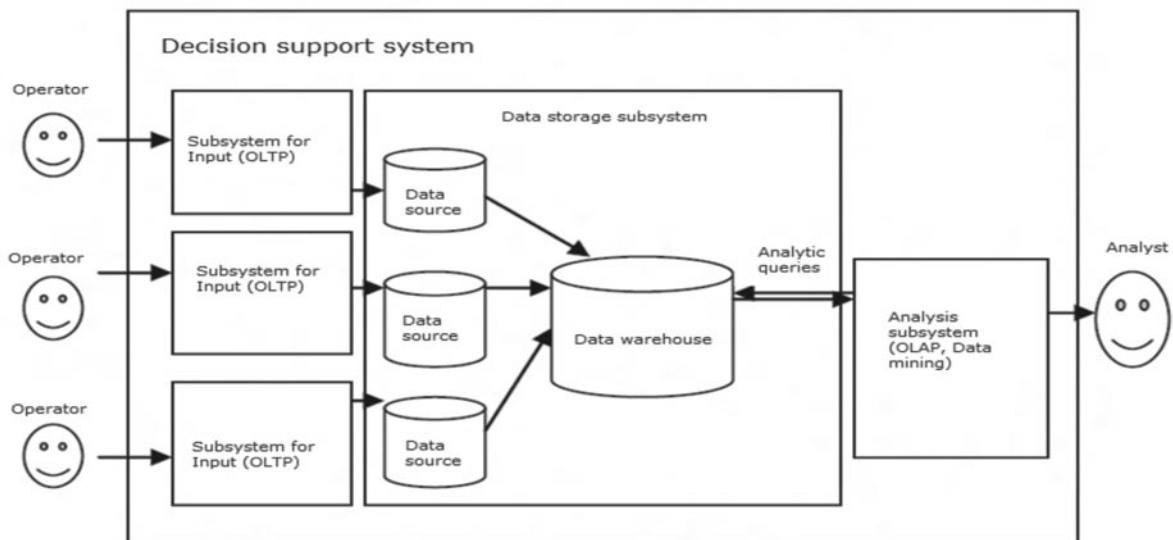 Decision support system
Operator
Subsystem for
Input (OLTP)
Data storage subsystem
Data
source
Operator
Subsystem for
Input (OLTP)
Data
source
Data warehouse
Analytic
queries
Analyst
Analysis
subsystem
(OLAP, Data
mining)
Operator
Subsystem for
Input (OLTP)
Data
source